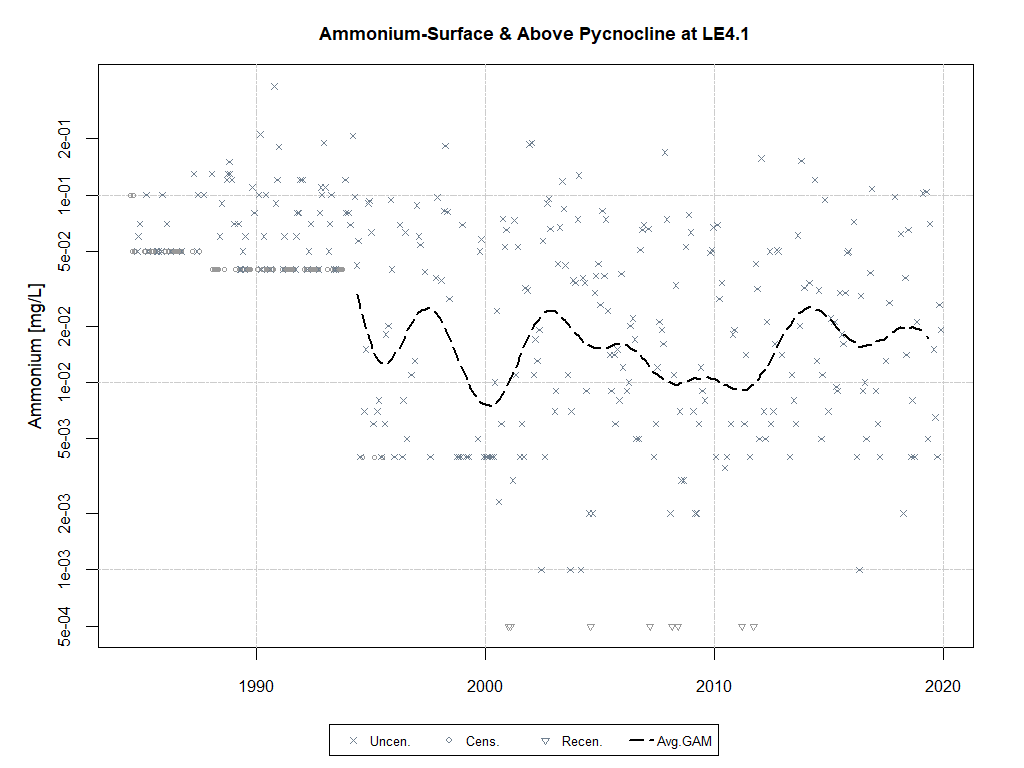 Ammonium-Surface & Above Pycnocline at LE4.1
Ammonium [mg/L]
2e-01
1e-01
5e-02
2e-02
1e-02
5e-03
2e-03
1e-03
5e-04
1990 2000 2010 2020
Uncen. Cens. Recen. Avg.GAM